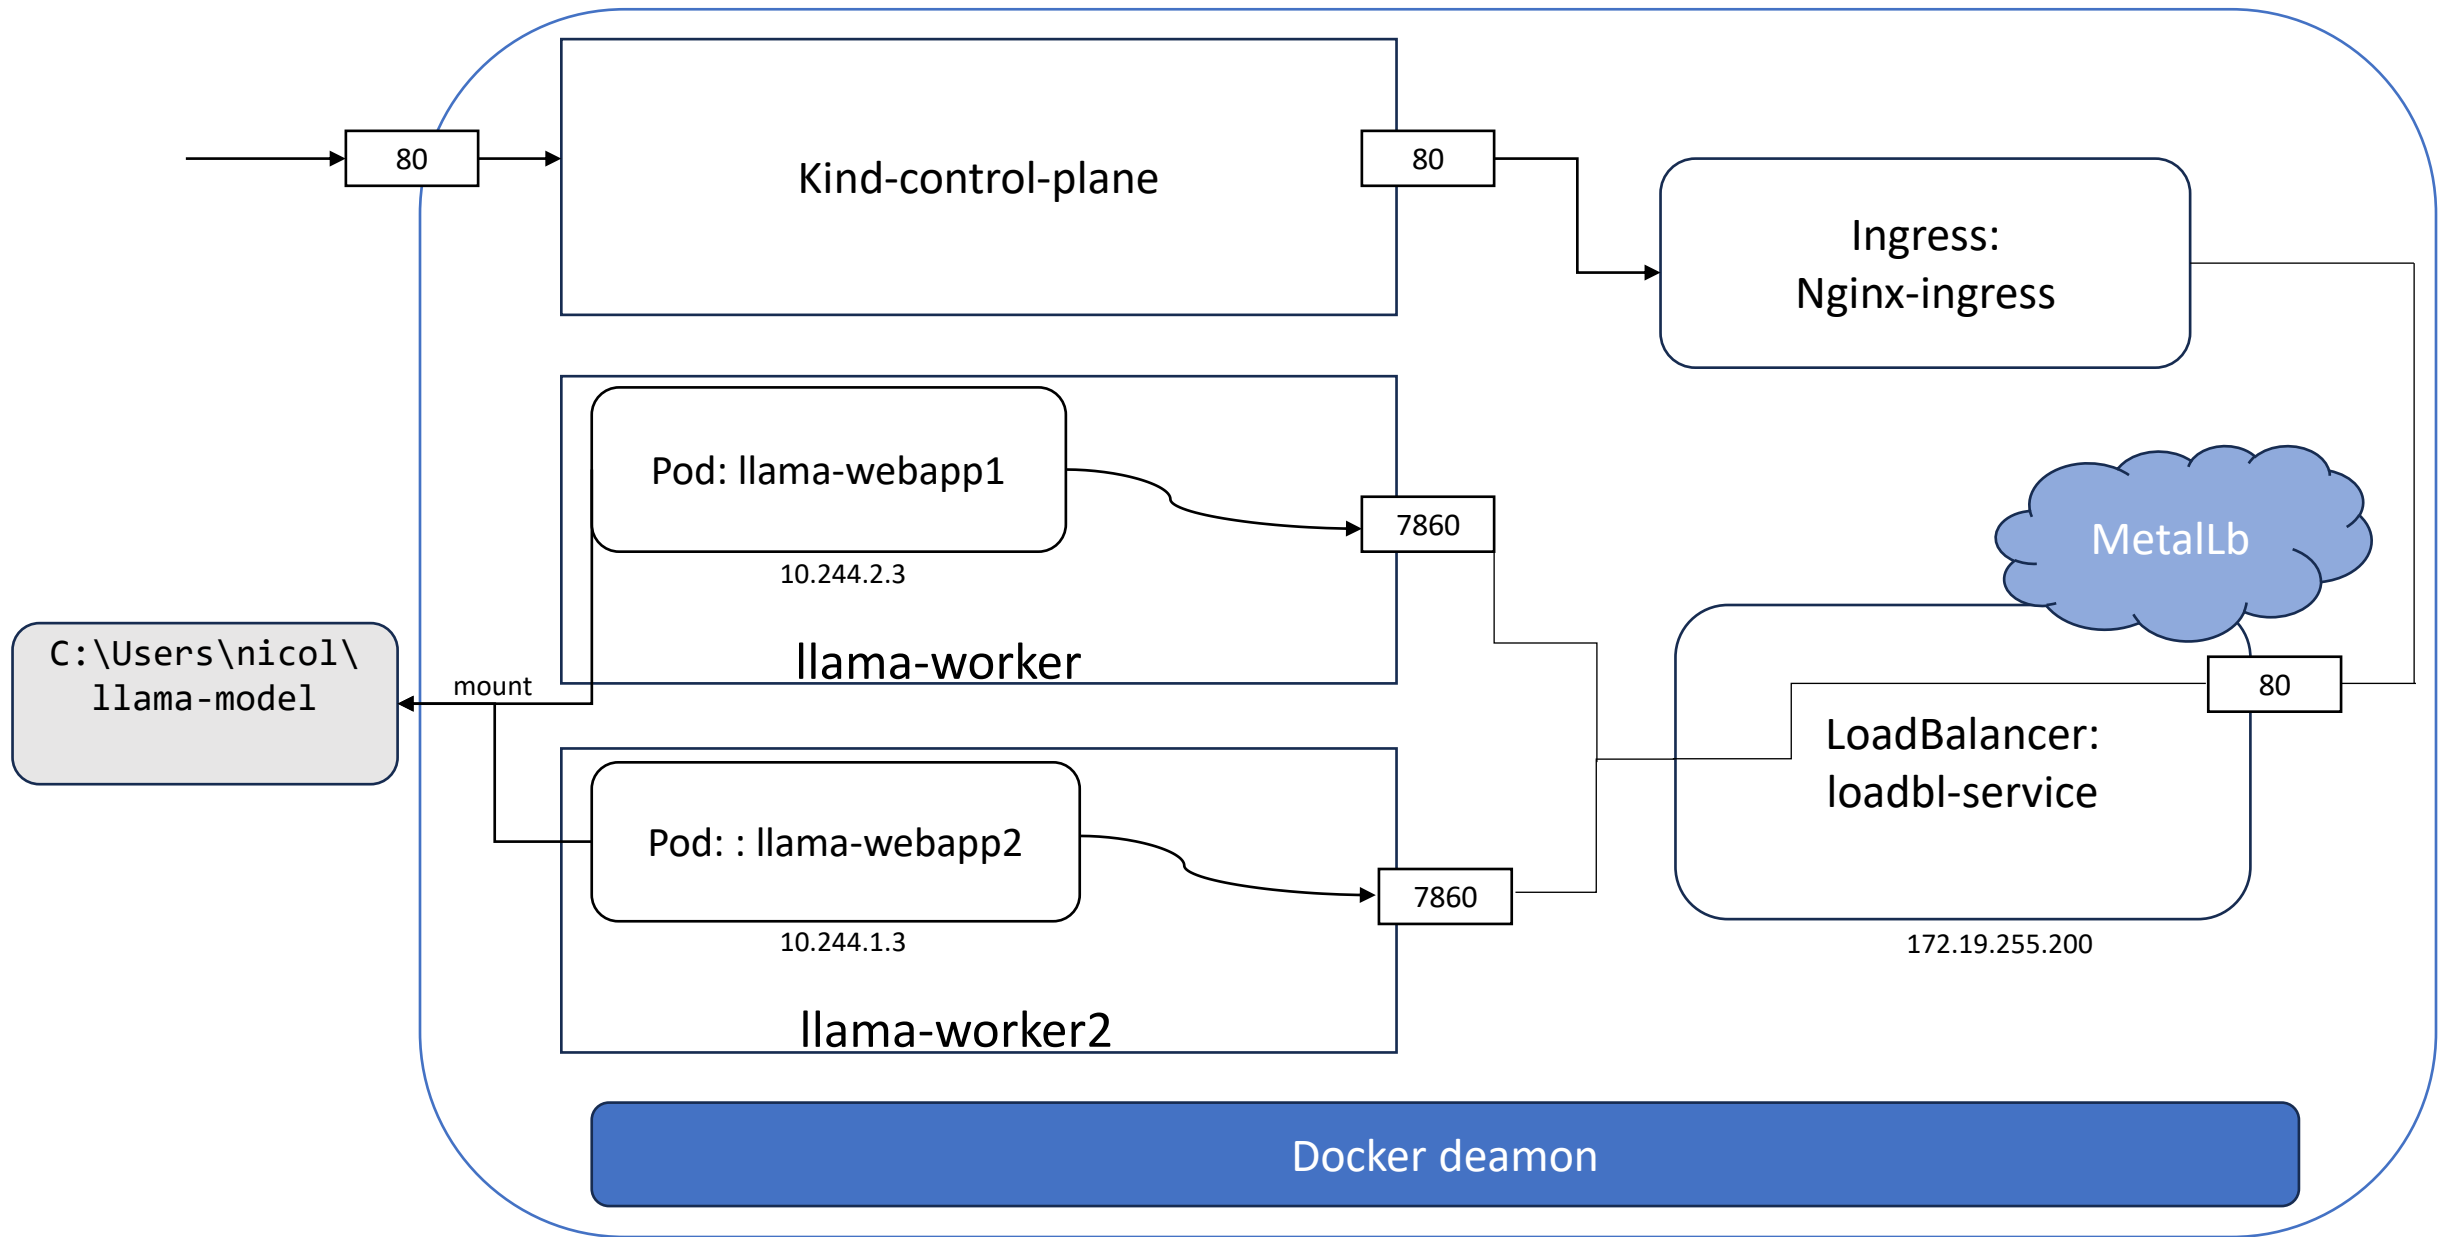 80
Kind-control-plane
80
Ingress:
Nginx-ingress
Pod: llama-webapp1
10.244.2.3
7860
llama-worker
MetalLb
C:\Users\nicol\
llama-model
mount
80
LoadBalancer:
loadbl-service
172.19.255.200
Pod: : llama-webapp2
10.244.1.3
7860
llama-worker2
Docker deamon